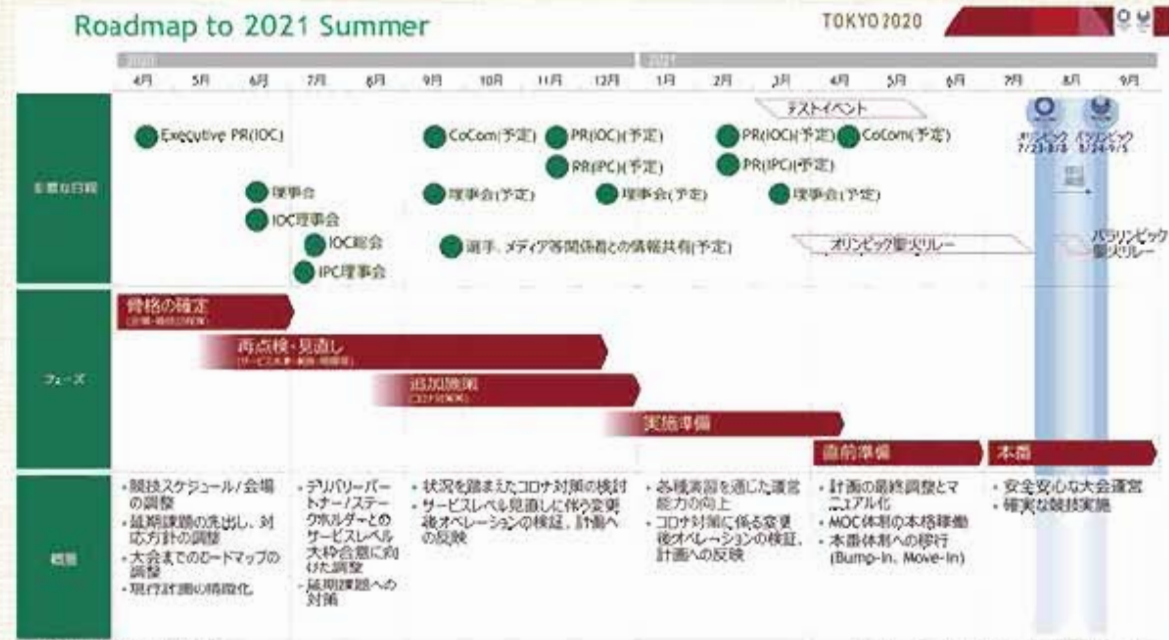 Roadmap to 2021 Summer
TOKYO 2020
2020
2021
4月 5月 6月 7月 8月 9月 10月 11月 12月 1月 2月 3月 4月 5月 6月 7月 8月 9月
テストイベント
Executive PR(IOC)
CoCom(予定)
PR(IOC)(予定)
PR(IOC)(予定)
CoCom(予定)
オリンピック
7/23-8/8
パラリンピック
8/24-9/5
PR(IPC)(予定)
PR(IPC)(予定)
主要な日程
理事会
理事会(予定)
理事会(予定)
理事会(予定)
IOC理事会
IOC総会
選手、メディア等関係者との情報共有(予定)
オリンピック聖火リレー
パラリンピック
聖火リレー
IPC理事会
フェーズ
骨格の確定
再点検・見直し
追加施策
実施準備
直前準備
本番
概要
・競技スケジュール/会場
の調整
・延期課題の洗出し、対
応方針の調整
・大会までのロードマップの
調整
・現行計画の精緻化
・デリバリーパー
トナー/ステー
クホルダーとの
サービスレベル
大枠合意に向
けた調整
・延期課題への
対策
・状況を踏まえたコロナ対策の検討
・サービスレベル見直しに伴う変更
後オペレーションの検証、計画へ
の反映
・各種演習を通じた運営
能力の向上
・コロナ対策に係る変更
後オペレーションの検証、
計画への反映
・計画の最終調整とマ
ニュアル化
・MOC体制の本格稼働
・本番体制への移行
(Bump-In、Move-In)
・安全安心な大会運営
・確実な競技実施